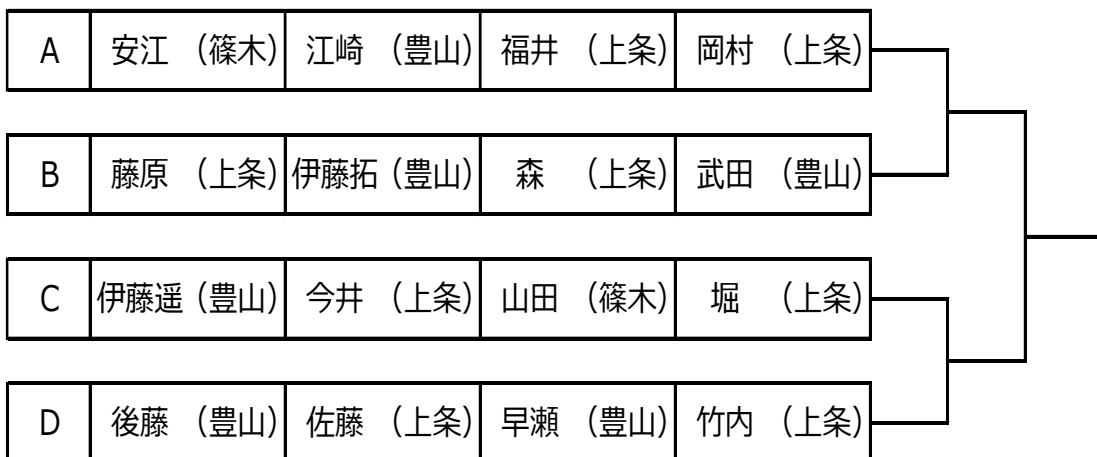 A 安江 （篠木） 江崎 （豊山） 福井 （上条） 岡村 （上条）
B 藤原 （上条） 伊藤拓 （豊山） 森 （上条） 武田 （豊山）
C 伊藤遥 （豊山） 今井 （上条） 山田 （篠木） 堀 （上条）
D 後藤 （豊山） 佐藤 （上条） 早瀬 （豊山） 竹内 （上条）